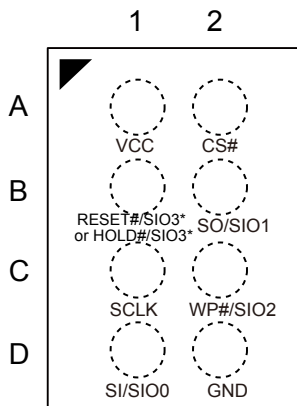 1 2
A
VCC CS#
B
RESET#/SIO3* SO/SIO1
or HOLD#/SIO3*
C
SCLK WP#/SIO2
D
SI/SIO0 GND